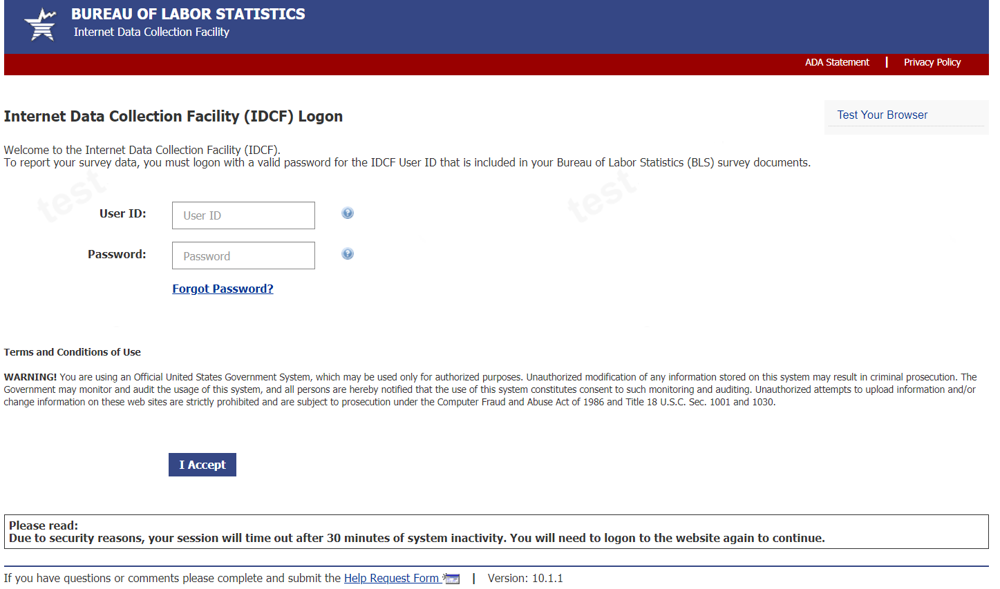 BUREAU OF LABOR STATISTICS
Internet Data Collection Facility
ADA Statement | Privacy Policy
Internet Data Collection Facility (IDCF) Logon
Test Your Browser
Welcome to the Internet Data Collection Facility (IDCF).
To report your survey data, you must logon with a valid password for the IDCF User ID that is included in your Bureau of Labor Statistics (BLS) survey documents.
test
test
User ID: User ID ?
Password: Password ?
Forgot Password?
Terms and Conditions of Use
WARNING! You are using an Official United States Government System, which may be used only for authorized purposes. Unauthorized modification of any information stored on this system may result in criminal prosecution. The
Government may monitor and audit the usage of this system, and all persons are hereby notified that the use of this system constitutes consent to such monitoring and auditing. Unauthorized attempts to upload information and/or
change information on these web sites are strictly prohibited and are subject to prosecution under the Computer Fraud and Abuse Act of 1986 and Title 18 U.S.C. Sec. 1001 and 1030.
I Accept
Please read:
Due to security reasons, your session will time out after 30 minutes of system inactivity. You will need to logon to the website again to continue.
If you have questions or comments please complete and submit the Help Request Form | Version: 10.1.1